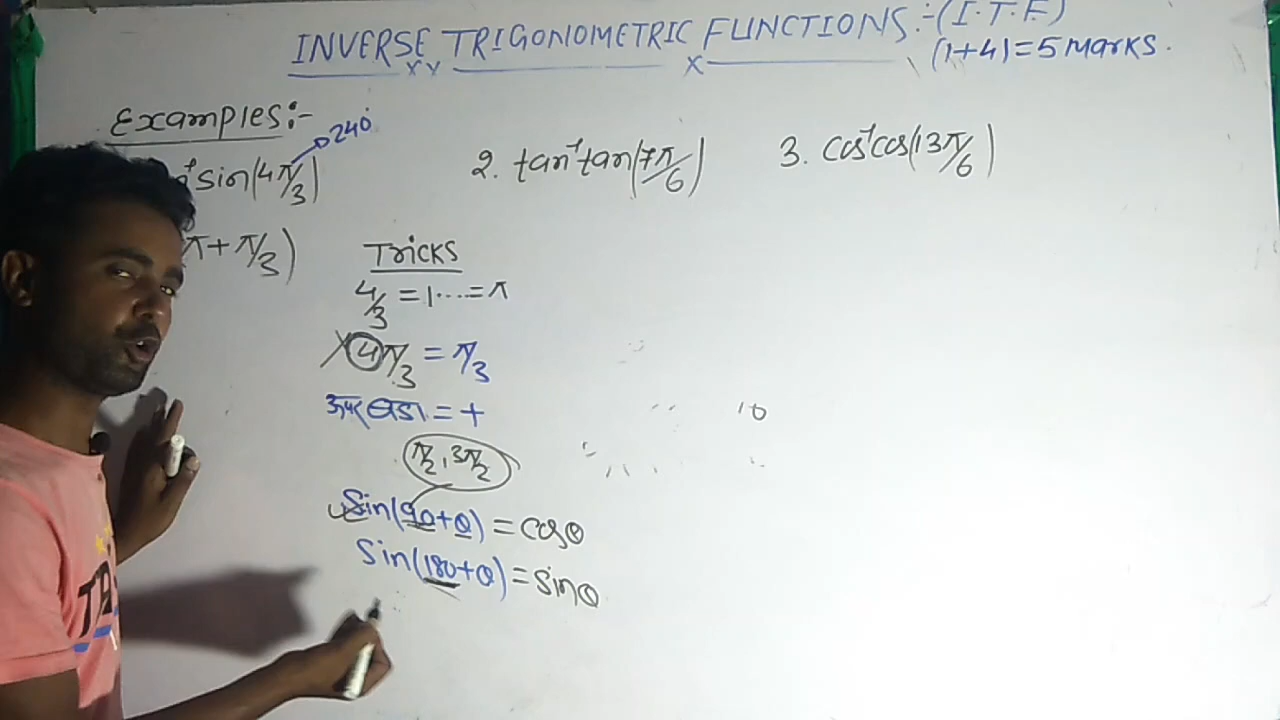 INVERSE TRIGONOMETRIC FUNCTIONS :-(I.T.F.)
(1+4)=5 Marks.
Examples:-
240°
sin(4π/3)
2. tan⁻¹tan(7π/6)
3. cos⁻¹cos(13π/6)
π+π/3)
Tricks
4/3 =1....=π
4π/3 = π/3
ऊपर बडा = +
π/2, 3π/2
Sin(90+θ)=cosθ
Sin(180+θ)=sinθ